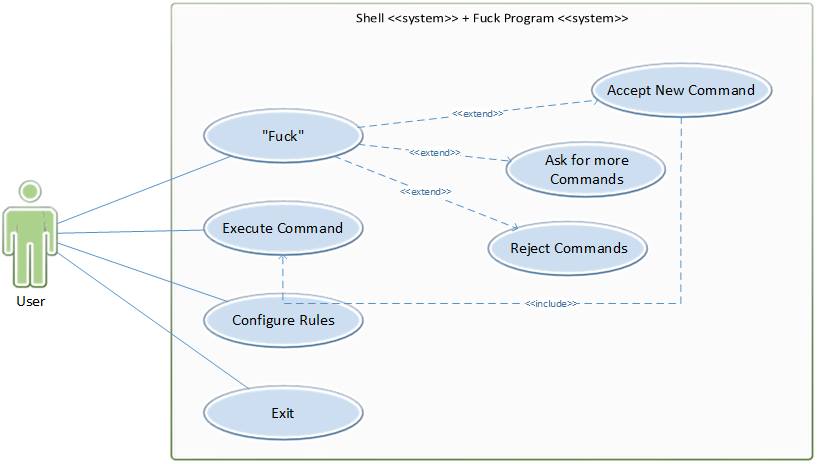 Shell <<system>> + Fuck Program <<system>>
Accept New Command
<<extend>>
"Fuck"
<<extend>>
Ask for more
Commands
<<extend>>
Execute Command
Reject Commands
User
<<include>>
Configure Rules
Exit